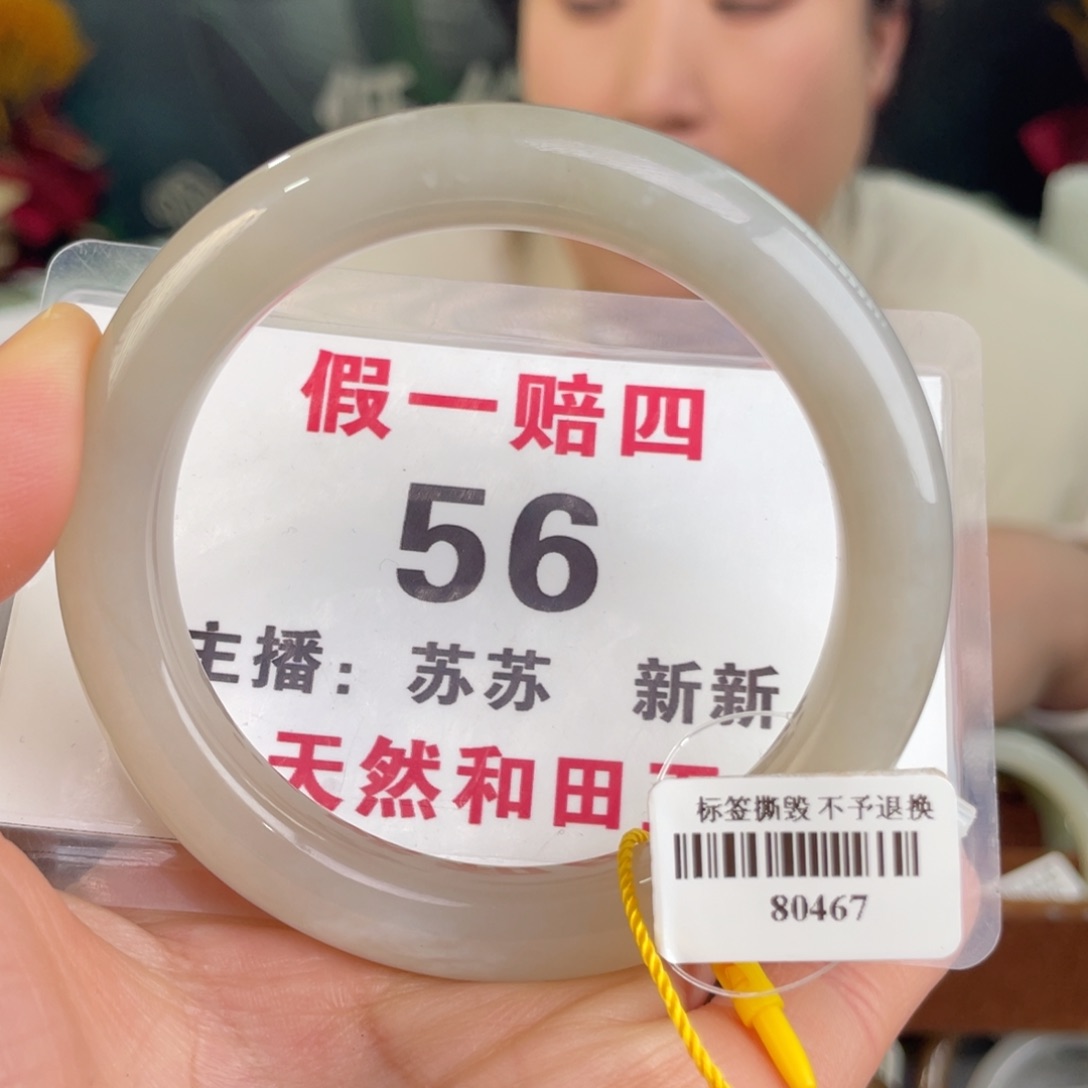 假一赔四
56
主播：苏苏 新新
天然和田
标签撕毁 不予退换
80467